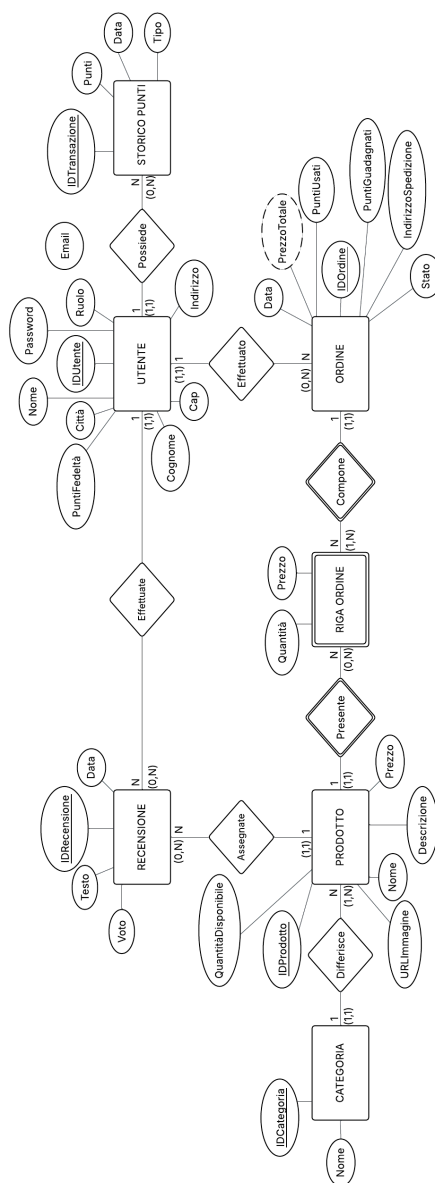 IDTransazione
Punti
Data
Tipo
STORICO PUNTI
N
(0,N)
Possiede
1
(1,1)
Email
Password
Ruolo
Nome
IDUtente
Città
PuntiFedeltà
UTENTE
Indirizzo
Cap
Cognome
1
(1,1)
(1,1) 1
Effettuato
(0,N) N
Effettuate
N
(0,N)
Data
PrezzoTotale
PuntiUsati
IDOrdine
PuntiGuadagnati
IndirizzoSpedizione
Stato
ORDINE
1
(1,1)
Compone
N
(1,N)
RIGA ORDINE
Prezzo
Quantità
N
(0,N)
Presente
1
(1,1)
IDRecensione
Data
Testo
Voto
RECENSIONE
(0,N) N
Assegnate
(1,1) 1
PRODOTTO
QuantitàDisponibile
IDProdotto
Prezzo
Descrizione
Nome
URLImmagine
N
(1,N)
Differisce
1
(1,1)
CATEGORIA
IDCategoria
Nome